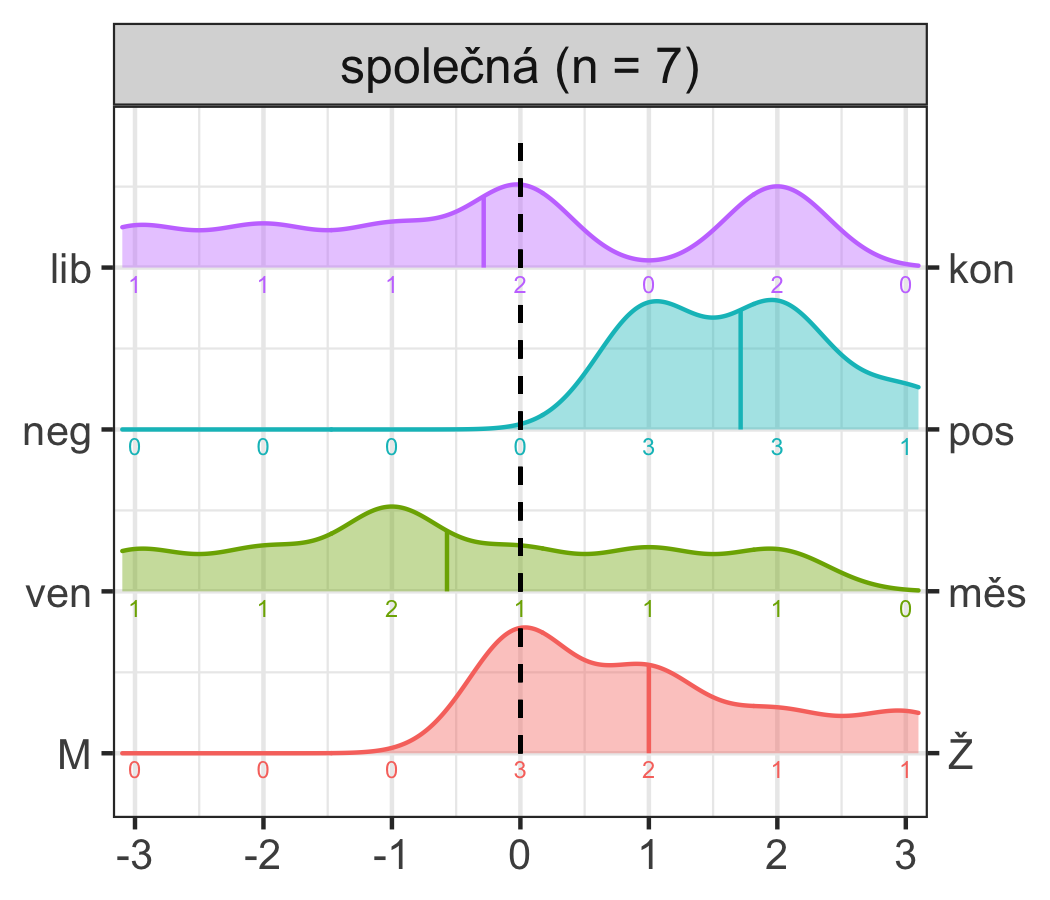 společná (n = 7)
lib kon
1 1 1 2 0 2 0
neg pos
0 0 0 0 3 3 1
ven měs
1 1 2 1 1 1 0
M Ž
0 0 0 3 2 1 1
-3 -2 -1 0 1 2 3